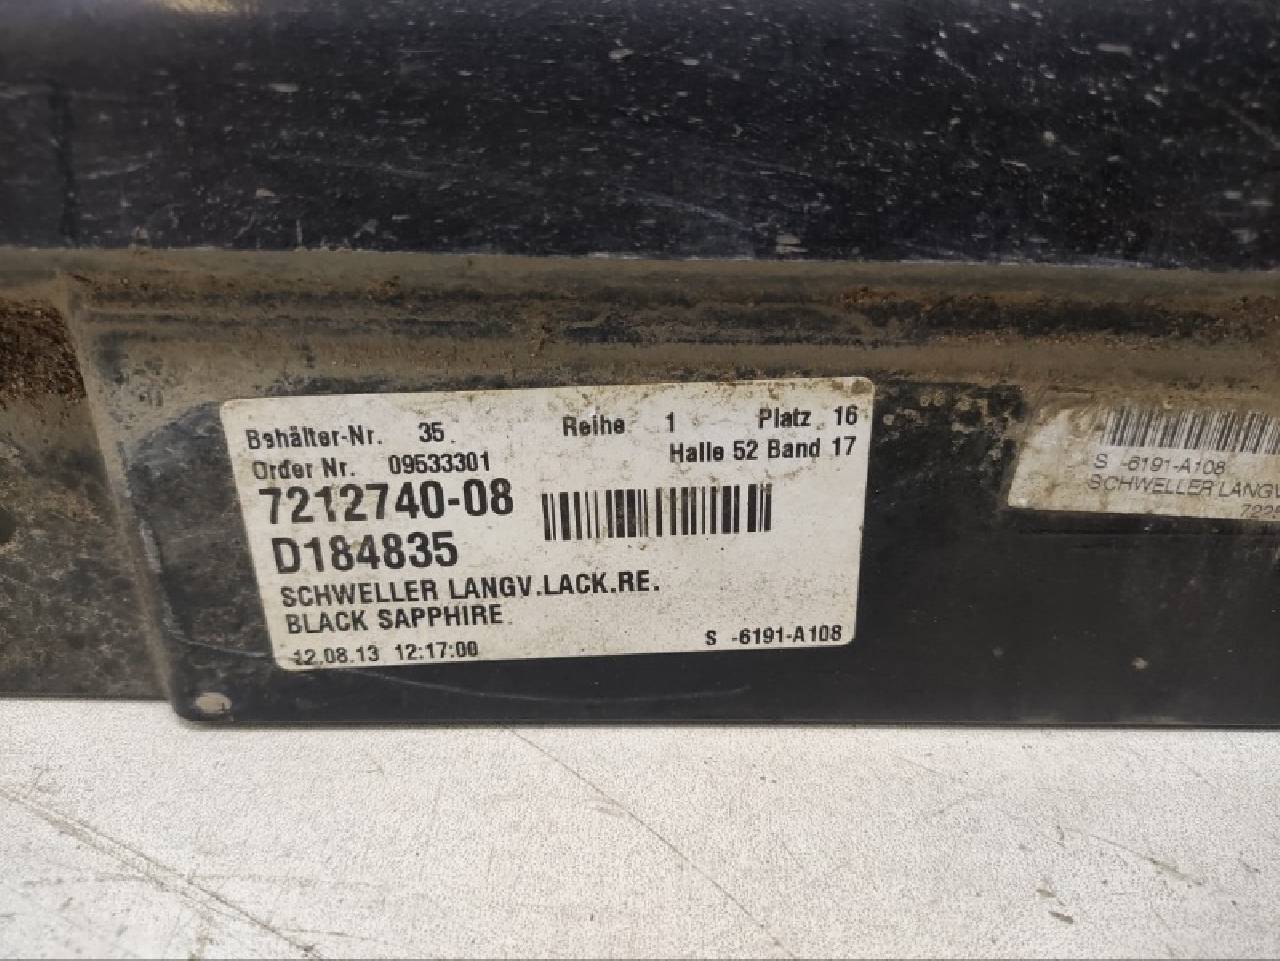 Behälter-Nr. 35 Reihe 1 Platz 16
Order Nr. 09533301 Halle 52 Band 17
7212740-08
D184835
SCHWELLER LANGV.LACK.RE.
BLACK SAPPHIRE
12.08.13 12:17:00 S -6191-A108
S -6191-A108
SCHWELLER LANGV